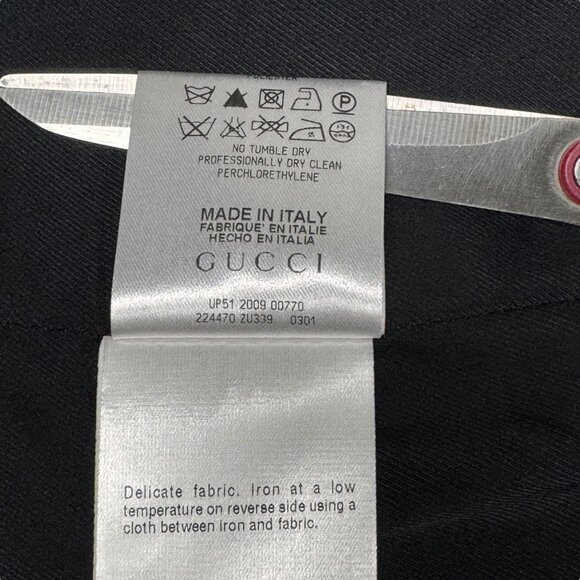 P
NO TUMBLE DRY
PROFESSIONALLY DRY CLEAN
PERCHLORETHYLENE
MADE IN ITALY
FABRIQUE' EN ITALIE
HECHO EN ITALIA
GUCCI
UP51 2009 00770
224470 ZU339 0301
Delicate fabric. Iron at a low
temperature on reverse side using a
cloth between iron and fabric.